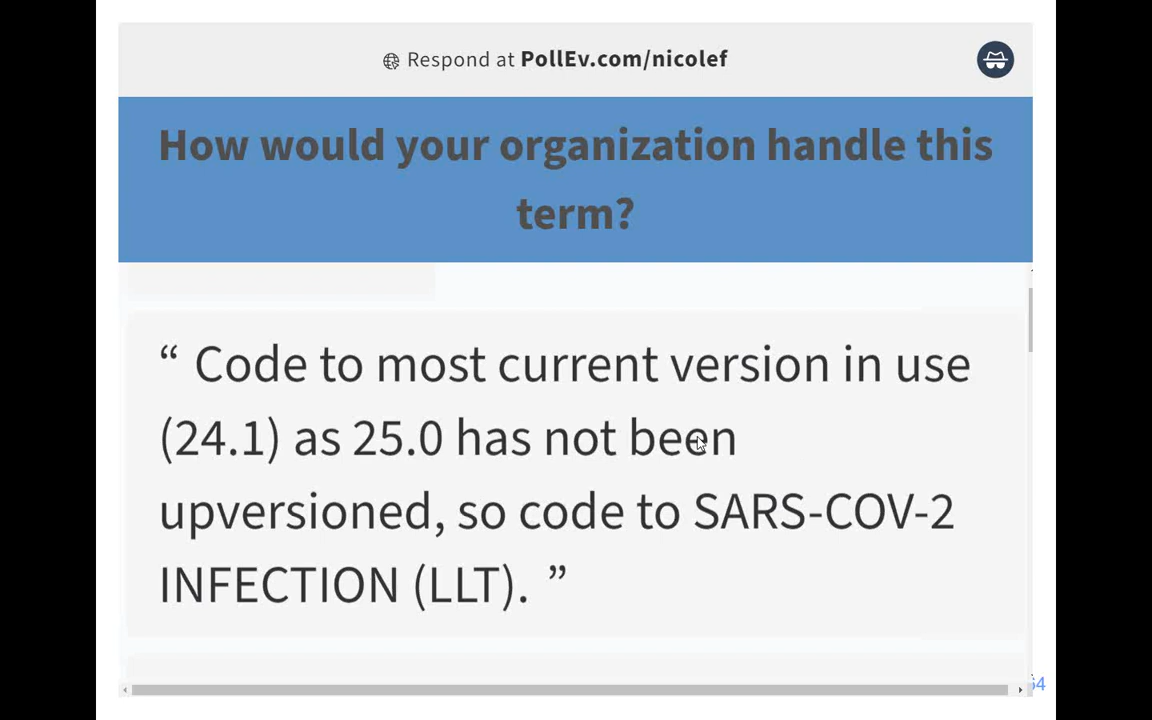 Respond at PollEv.com/nicolef
How would your organization handle this
term?
“ Code to most current version in use
(24.1) as 25.0 has not been
upversioned, so code to SARS-COV-2
INFECTION (LLT). ”